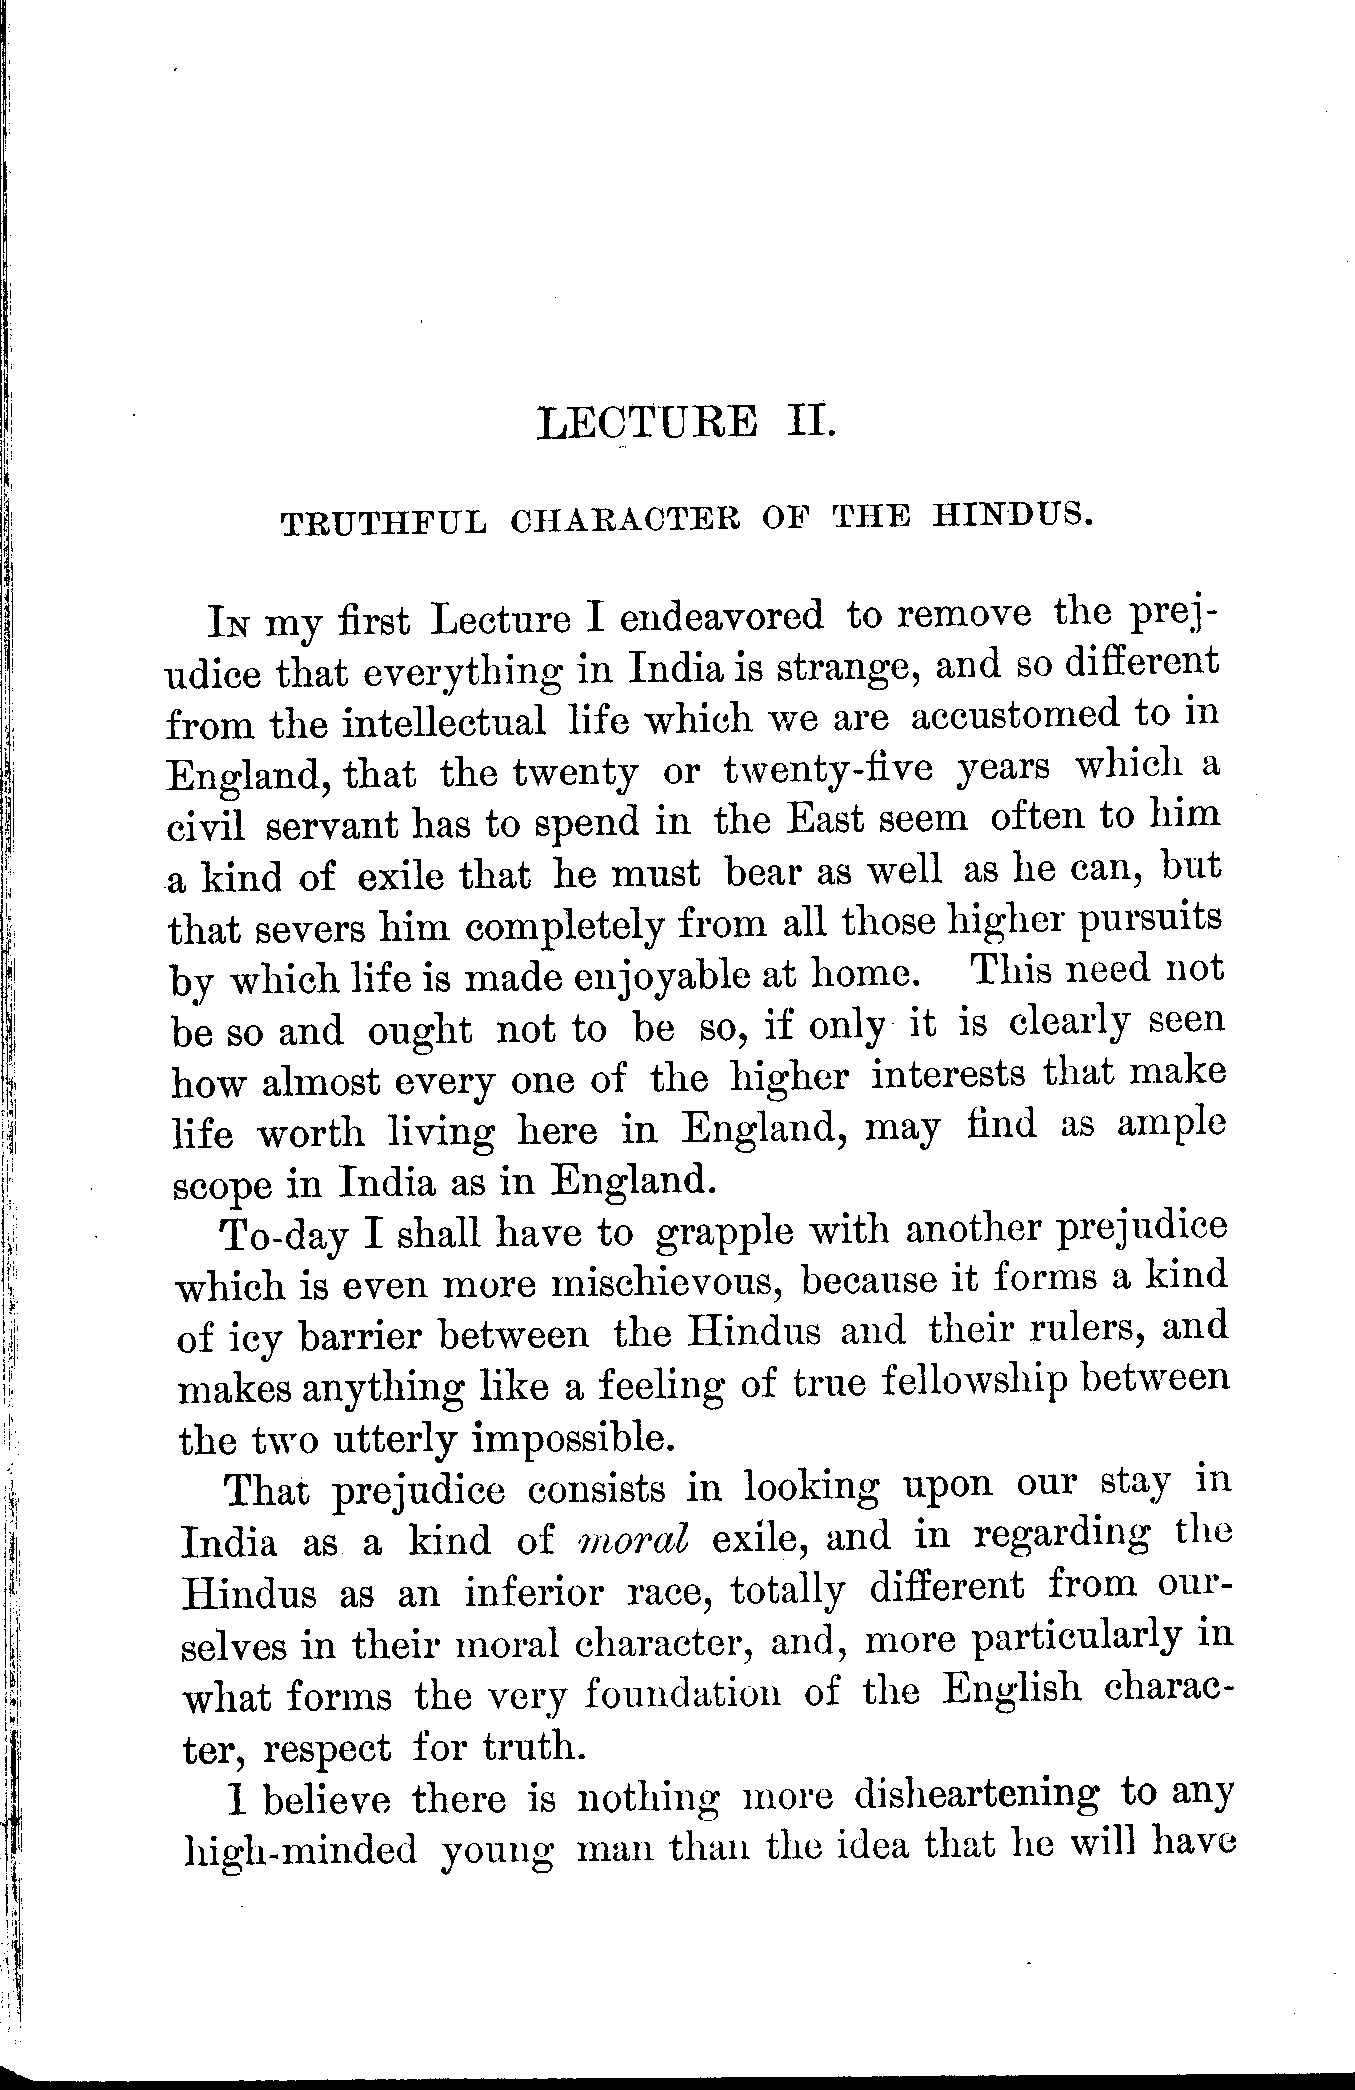 LECTURE II.
TRUTHFUL CHARACTER OF THE HINDUS.
In my first Lecture I endeavored to remove the prej-
udice that everything in India is strange, and so different
from the intellectual life which we are accustomed to in
England, that the twenty or twenty-five years which a
civil servant has to spend in the East seem often to him
a kind of exile that he must bear as well as he can, but
that severs him completely from all those higher pursuits
by which life is made enjoyable at home. This need not
be so and ought not to be so, if only it is clearly seen
how almost every one of the higher interests that make
life worth living here in England, may find as ample
scope in India as in England.
To-day I shall have to grapple with another prejudice
which is even more mischievous, because it forms a kind
of icy barrier between the Hindus and their rulers, and
makes anything like a feeling of true fellowship between
the two utterly impossible.
That prejudice consists in looking upon our stay in
India as a kind of moral exile, and in regarding the
Hindus as an inferior race, totally different from our-
selves in their moral character, and, more particularly in
what forms the very foundation of the English charac-
ter, respect for truth.
I believe there is nothing more disheartening to any
high-minded young man than the idea that he will have